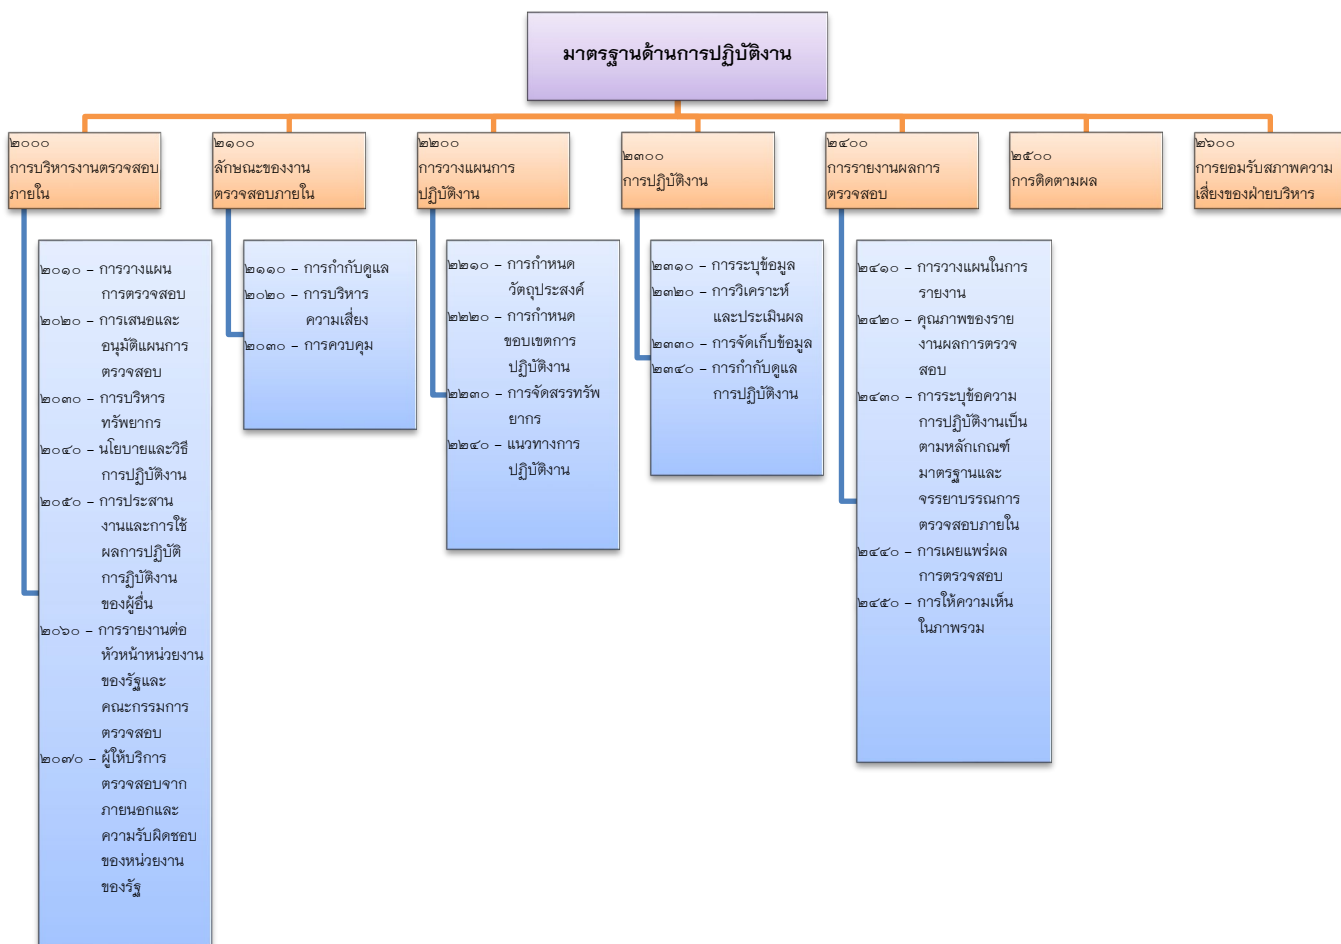 มาตรฐานด้านการปฏิบัติงาน
๒๐๐๐
การบริหารงานตรวจสอบ
ภายใน
๒๑๐๐
ลักษณะของงาน
ตรวจสอบภายใน
๒๒๐๐
การวางแผนการ
ปฏิบัติงาน
๒๓๐๐
การปฏิบัติงาน
๒๔๐๐
การรายงานผลการ
ตรวจสอบ
๒๕๐๐
การติดตามผล
๒๖๐๐
การยอมรับสภาพความ
เสี่ยงของฝ่ายบริหาร
๒๐๑๐ – การวางแผน
การตรวจสอบ
๒๐๒๐ – การเสนอและ
อนุมัติแผนการ
ตรวจสอบ
๒๐๓๐ – การบริหาร
ทรัพยากร
๒๐๔๐ – นโยบายและวิธี
การปฏิบัติงาน
๒๐๕๐ – การประสาน
งานและการใช้
ผลการปฏิบัติ
การฏิบัติงาน
ของผู้อื่น
๒๐๖๐ – การรายงานต่อ
หัวหน้าหน่วยงาน
ของรัฐและ
คณะกรรมการ
ตรวจสอบ
๒๐๗๐ – ผู้ให้บริการ
ตรวจสอบจาก
ภายนอกและ
ความรับผิดชอบ
ของหน่วยงาน
ของรัฐ
๒๑๑๐ – การกำกับดูแล
๒๐๒๐ – การบริหาร
ความเสี่ยง
๒๐๓๐ – การควบคุม
๒๒๑๐ – การกำหนด
วัตถุประสงค์
๒๒๒๐ – การกำหนด
ขอบเขตการ
ปฏิบัติงาน
๒๒๓๐ – การจัดสรรทรัพ
ยากร
๒๒๔๐ – แนวทางการ
ปฏิบัติงาน
๒๓๑๐ – การระบุข้อมูล
๒๓๒๐ – การวิเคราะห์
และประเมินผล
๒๓๓๐ – การจัดเก็บข้อมูล
๒๓๔๐ – การกำกับดูแล
การปฏิบัติงาน
๒๔๑๐ – การวางแผนในการ
รายงาน
๒๔๒๐ – คุณภาพของราย
งานผลการตรวจ
สอบ
๒๔๓๐ – การระบุข้อความ
การปฏิบัติงานเป็น
ตามหลักเกณฑ์
มาตรฐานและ
จรรยาบรรณการ
ตรวจสอบภายใน
๒๔๔๐ – การเผยแพร่ผล
การตรวจสอบ
๒๔๕๐ – การให้ความเห็น
ในภาพรวม